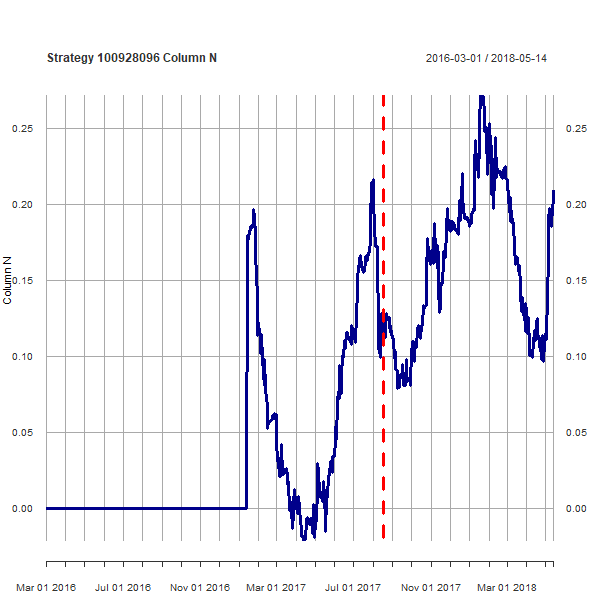 Strategy 100928096 Column N
2016-03-01 / 2018-05-14
Column N
0.25
0.20
0.15
0.10
0.05
0.00
0.25
0.20
0.15
0.10
0.05
0.00
Mar 01 2016
Jul 01 2016
Nov 01 2016
Mar 01 2017
Jul 01 2017
Nov 01 2017
Mar 01 2018